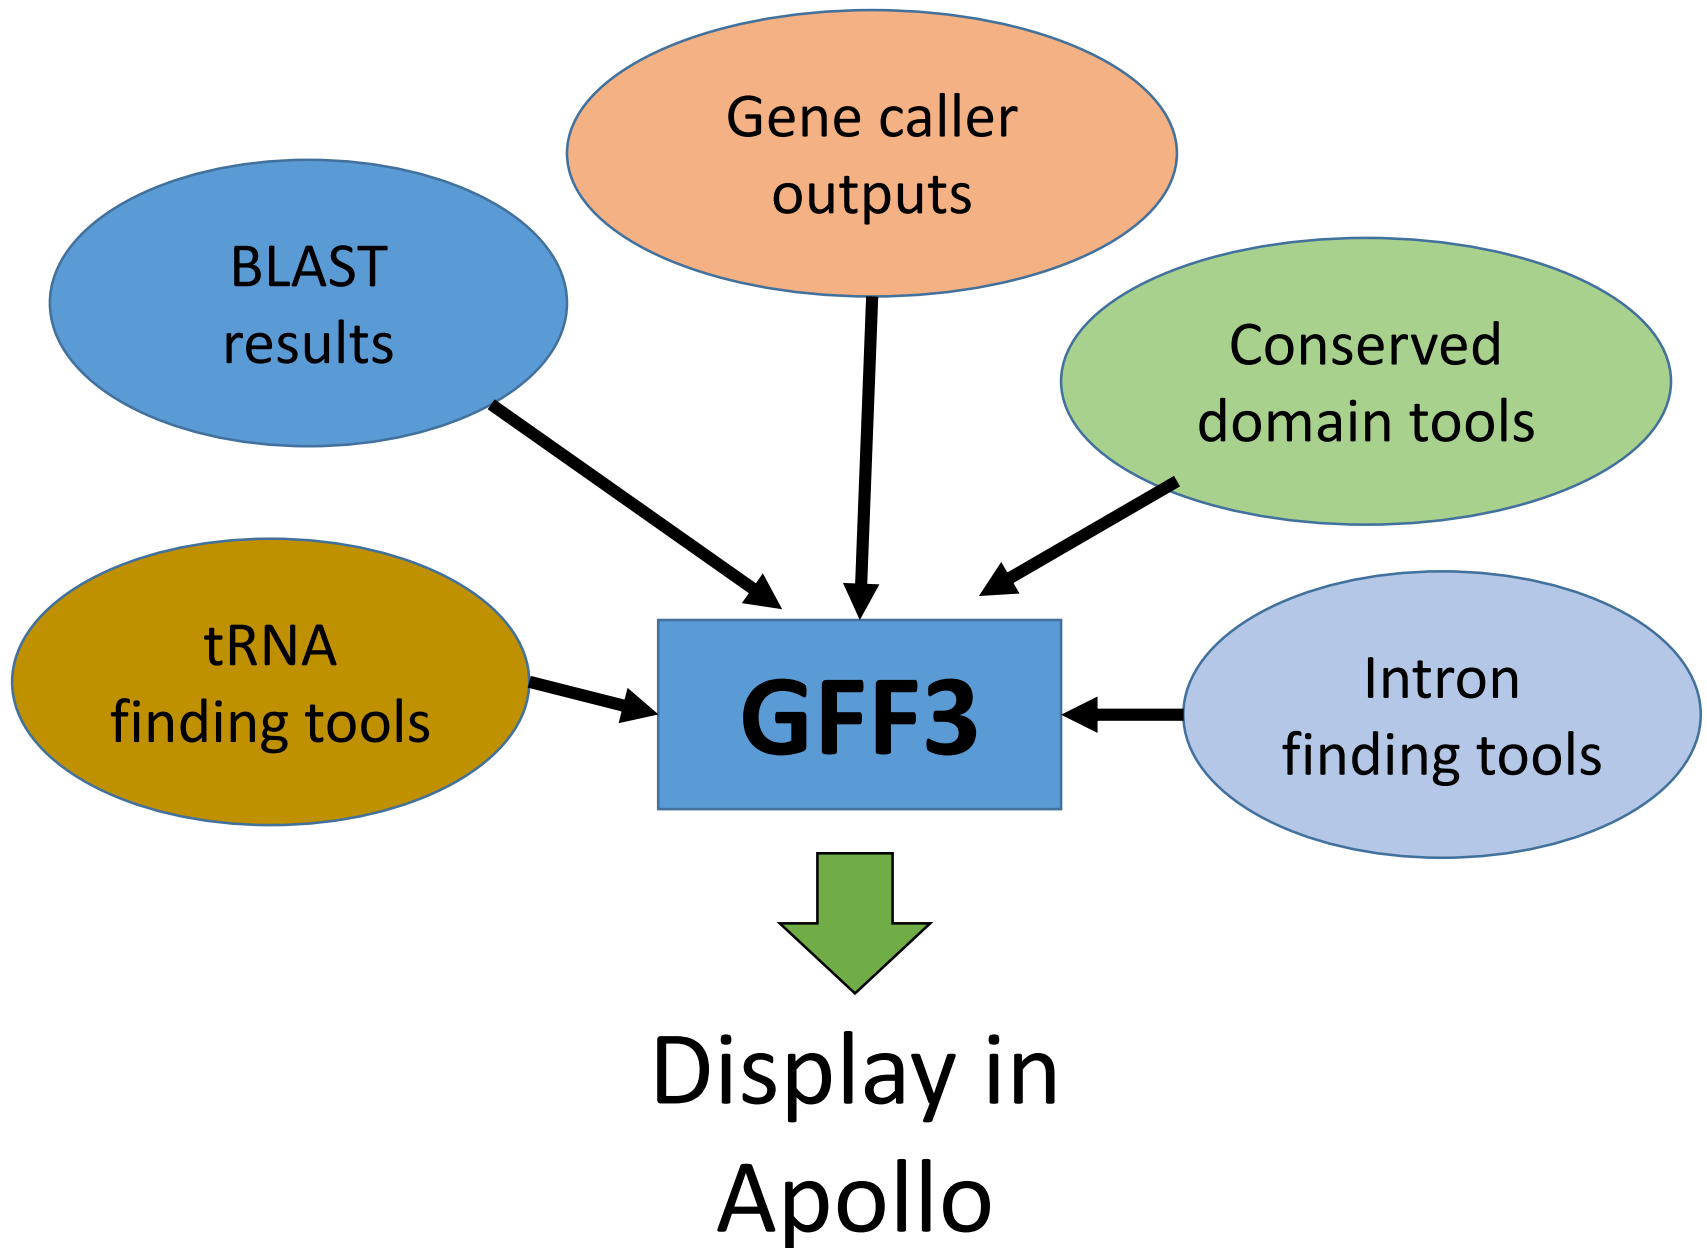 Gene caller
outputs
BLAST
results
Conserved
domain tools
tRNA
finding tools
GFF3
Intron
finding tools
Display in
Apollo